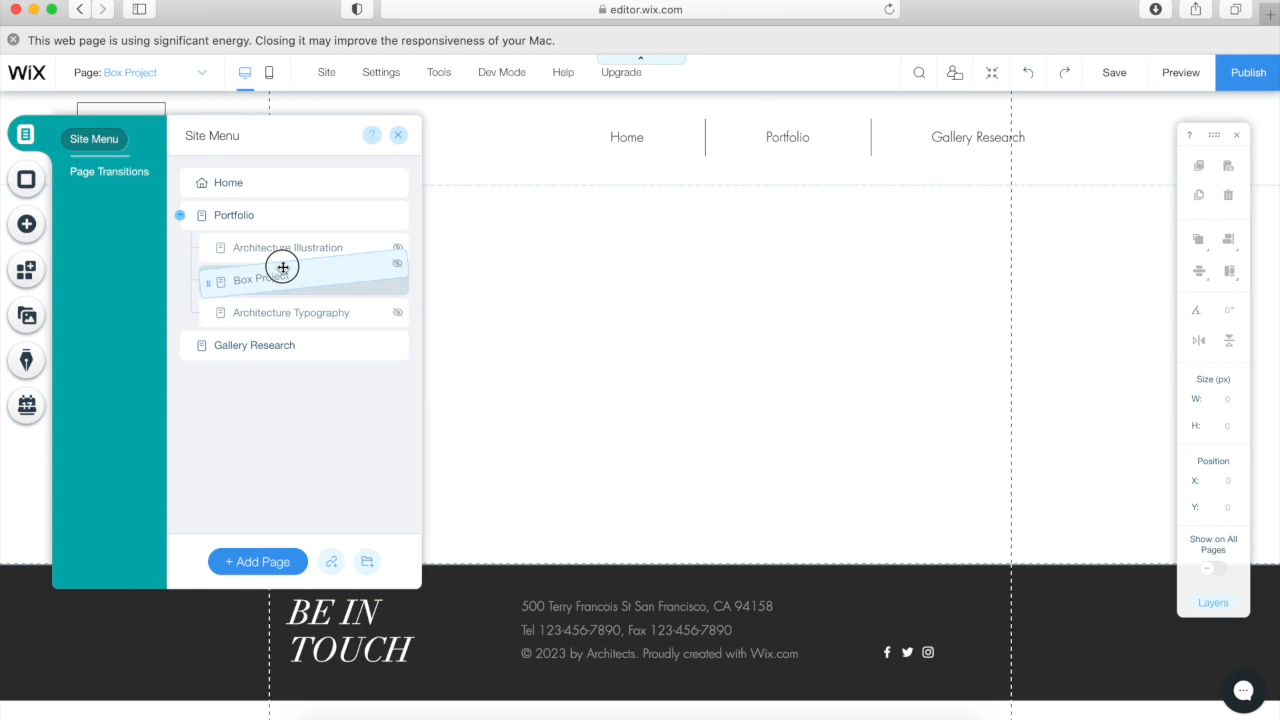 editor.wix.com
This web page is using significant energy. Closing it may improve the responsiveness of your Mac.
WiX
Page: Box Project
Site
Settings
Tools
Dev Mode
Help
Upgrade
Save
Preview
Publish
Home
Portfolio
Gallery Research
Site Menu
Page Transitions
Site Menu
?
Home
Portfolio
Architecture Illustration
Box Project
Architecture Typography
Gallery Research
+ Add Page
?
0°
Size (px)
W: 0
H: 0
Position
X: 0
Y: 0
Show on All
Pages
Layers
BE IN
TOUCH
500 Terry Francois St San Francisco, CA 94158
Tel 123-456-7890, Fax 123-456-7890
© 2023 by Architects. Proudly created with Wix.com